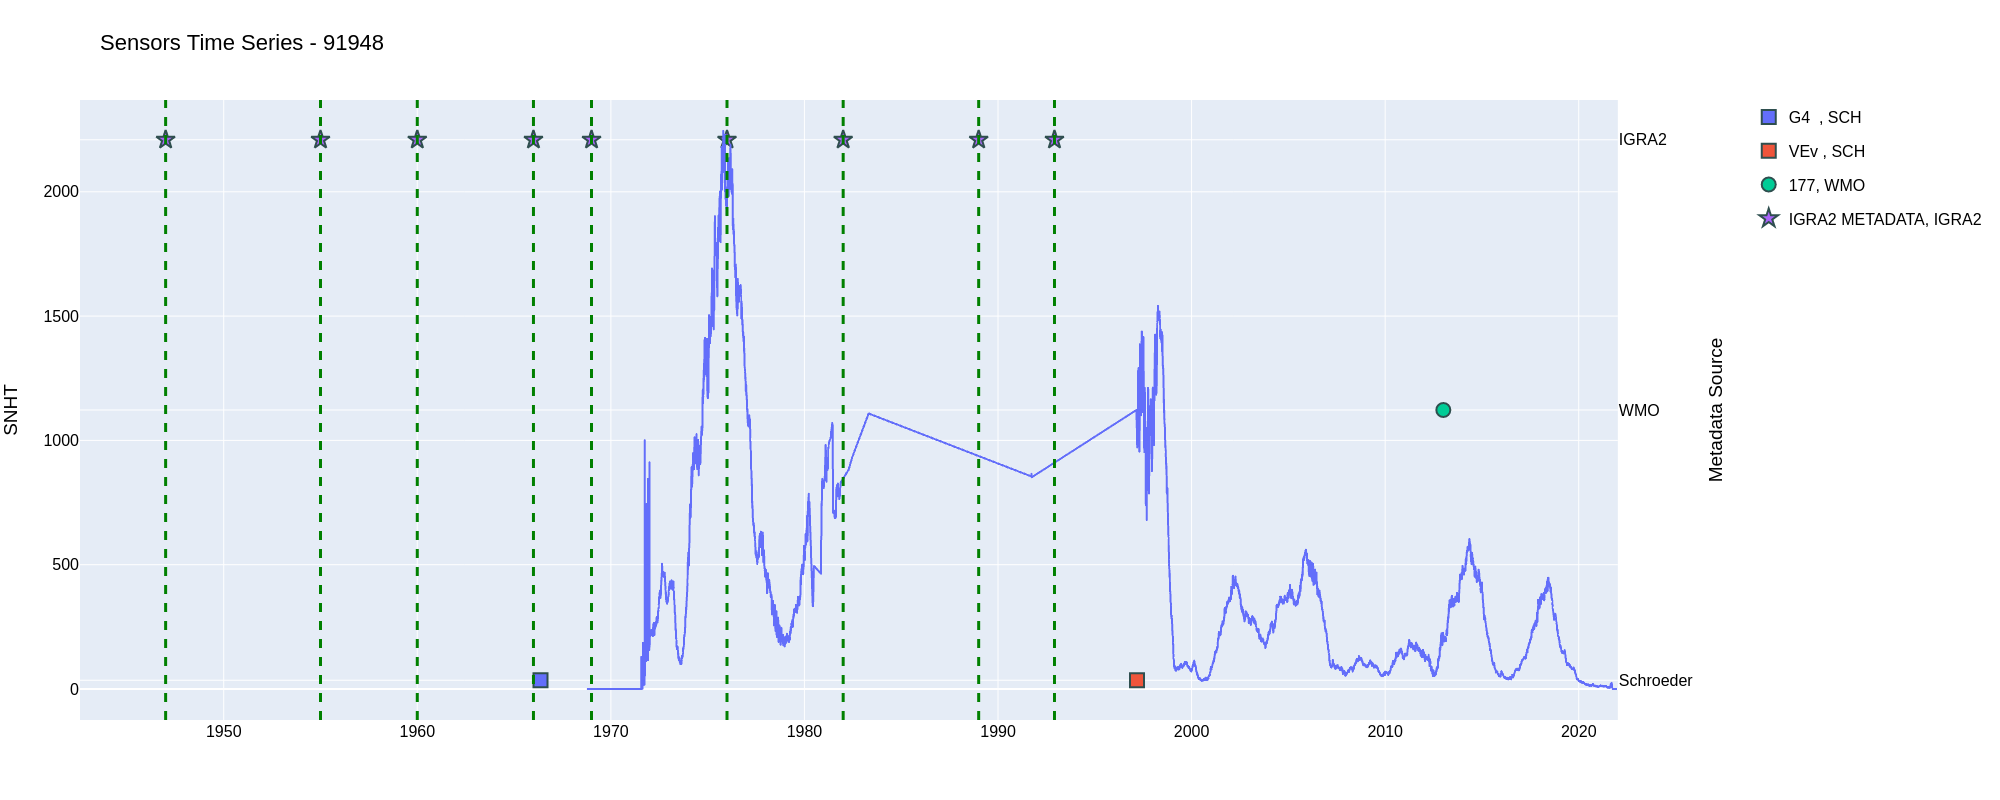 Sensors Time Series - 91948
SNHT
2000
1500
1000
500
0
1950
1960
1970
1980
1990
2000
2010
2020
IGRA2
WMO
Schroeder
Metadata Source
G4  , SCH
VEv , SCH
177, WMO
IGRA2 METADATA, IGRA2